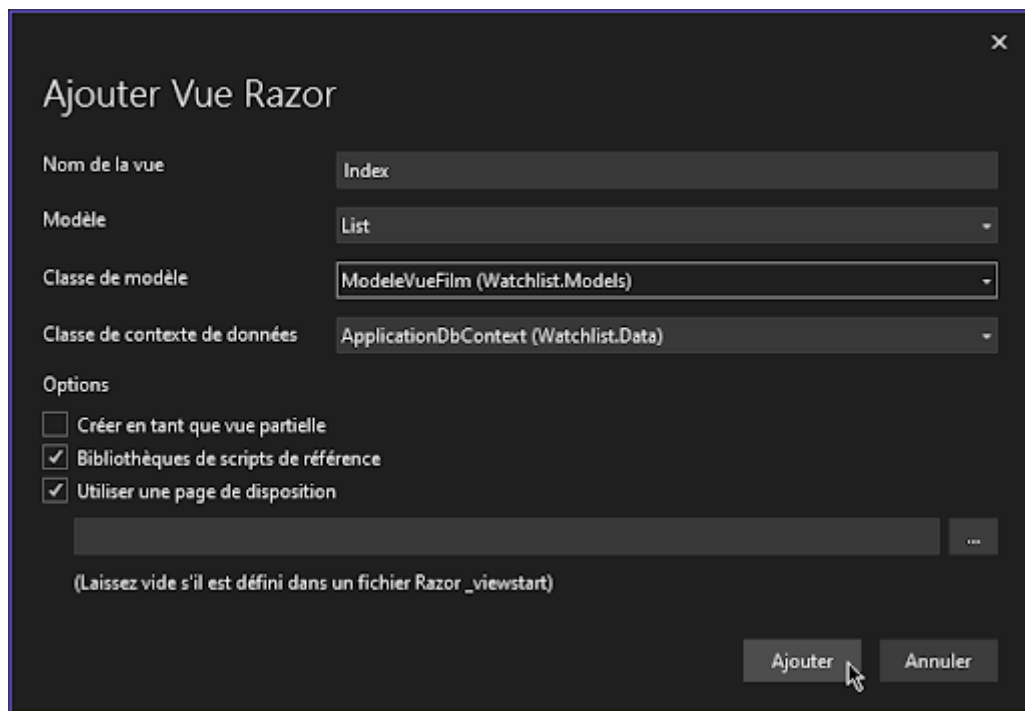 Ajouter Vue Razor
Nom de la vue
Index
Modèle
List
Classe de modèle
ModeleVueFilm (Watchlist.Models)
Classe de contexte de données
ApplicationDbContext (Watchlist.Data)
Options
Créer en tant que vue partielle
Bibliothèques de scripts de référence
Utiliser une page de disposition
...
(Laissez vide s'il est défini dans un fichier Razor _viewstart)
Ajouter
Annuler